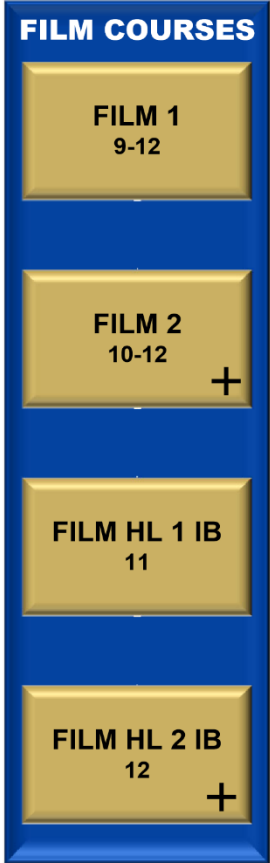 FILM COURSES
FILM 1
9-12
FILM 2
10-12
+
FILM HL 1 IB
11
FILM HL 2 IB
12
+